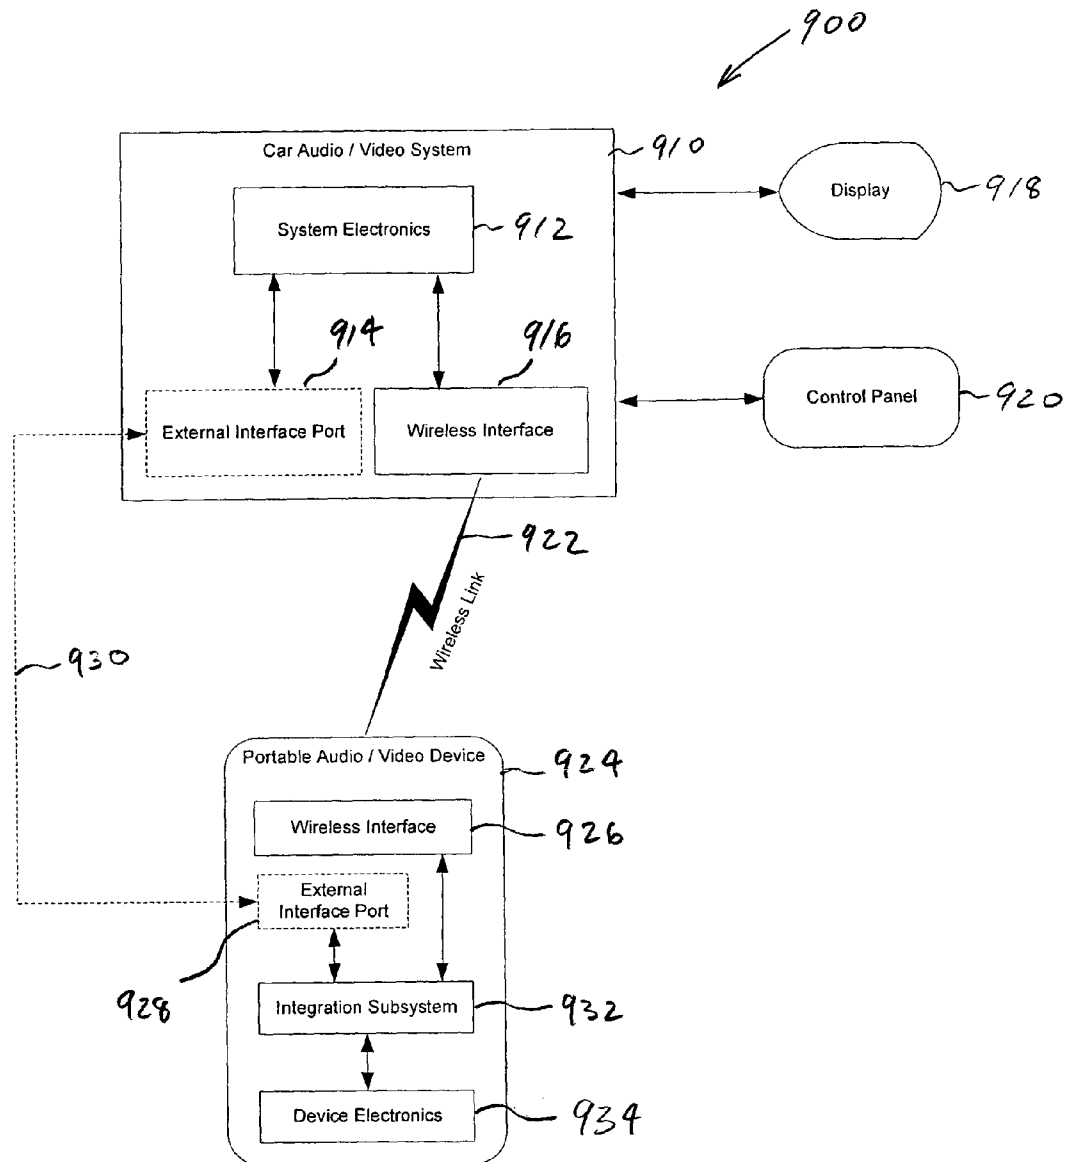 900
Car Audio / Video System
910
System Electronics
912
Display
918
914
916
External Interface Port
Wireless Interface
Control Panel
920
922
Wireless Link
930
Portable Audio / Video Device
924
Wireless Interface
926
External
Interface Port
928
Integration Subsystem
932
Device Electronics
934